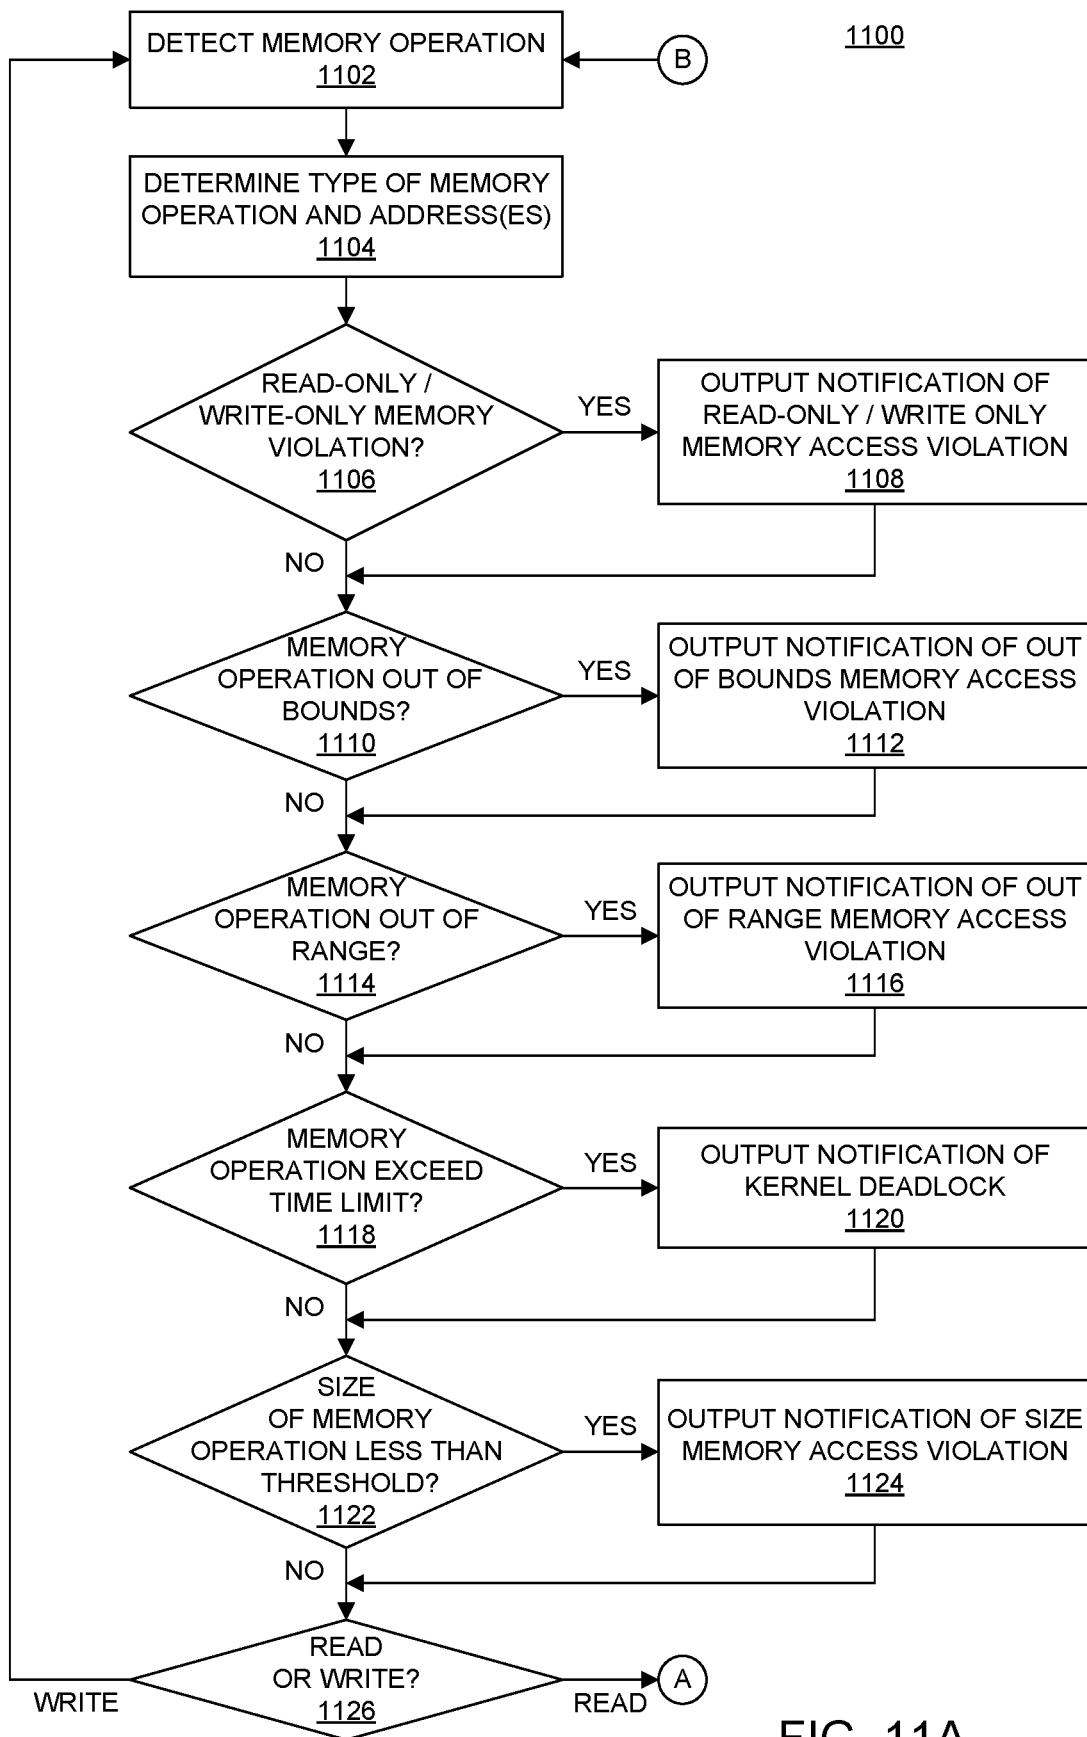 1100
DETECT MEMORY OPERATION
1102
B
DETERMINE TYPE OF MEMORY
OPERATION AND ADDRESS(ES)
1104
READ-ONLY /
WRITE-ONLY MEMORY
VIOLATION?
1106
YES
OUTPUT NOTIFICATION OF
READ-ONLY / WRITE ONLY
MEMORY ACCESS VIOLATION
1108
NO
MEMORY
OPERATION OUT OF
BOUNDS?
1110
YES
OUTPUT NOTIFICATION OF OUT
OF BOUNDS MEMORY ACCESS
VIOLATION
1112
NO
MEMORY
OPERATION OUT OF
RANGE?
1114
YES
OUTPUT NOTIFICATION OF OUT
OF RANGE MEMORY ACCESS
VIOLATION
1116
NO
MEMORY
OPERATION EXCEED
TIME LIMIT?
1118
YES
OUTPUT NOTIFICATION OF
KERNEL DEADLOCK
1120
NO
SIZE
OF MEMORY
OPERATION LESS THAN
THRESHOLD?
1122
YES
OUTPUT NOTIFICATION OF SIZE
MEMORY ACCESS VIOLATION
1124
NO
READ
OR WRITE?
1126
WRITE
READ
A
FIG. 11A